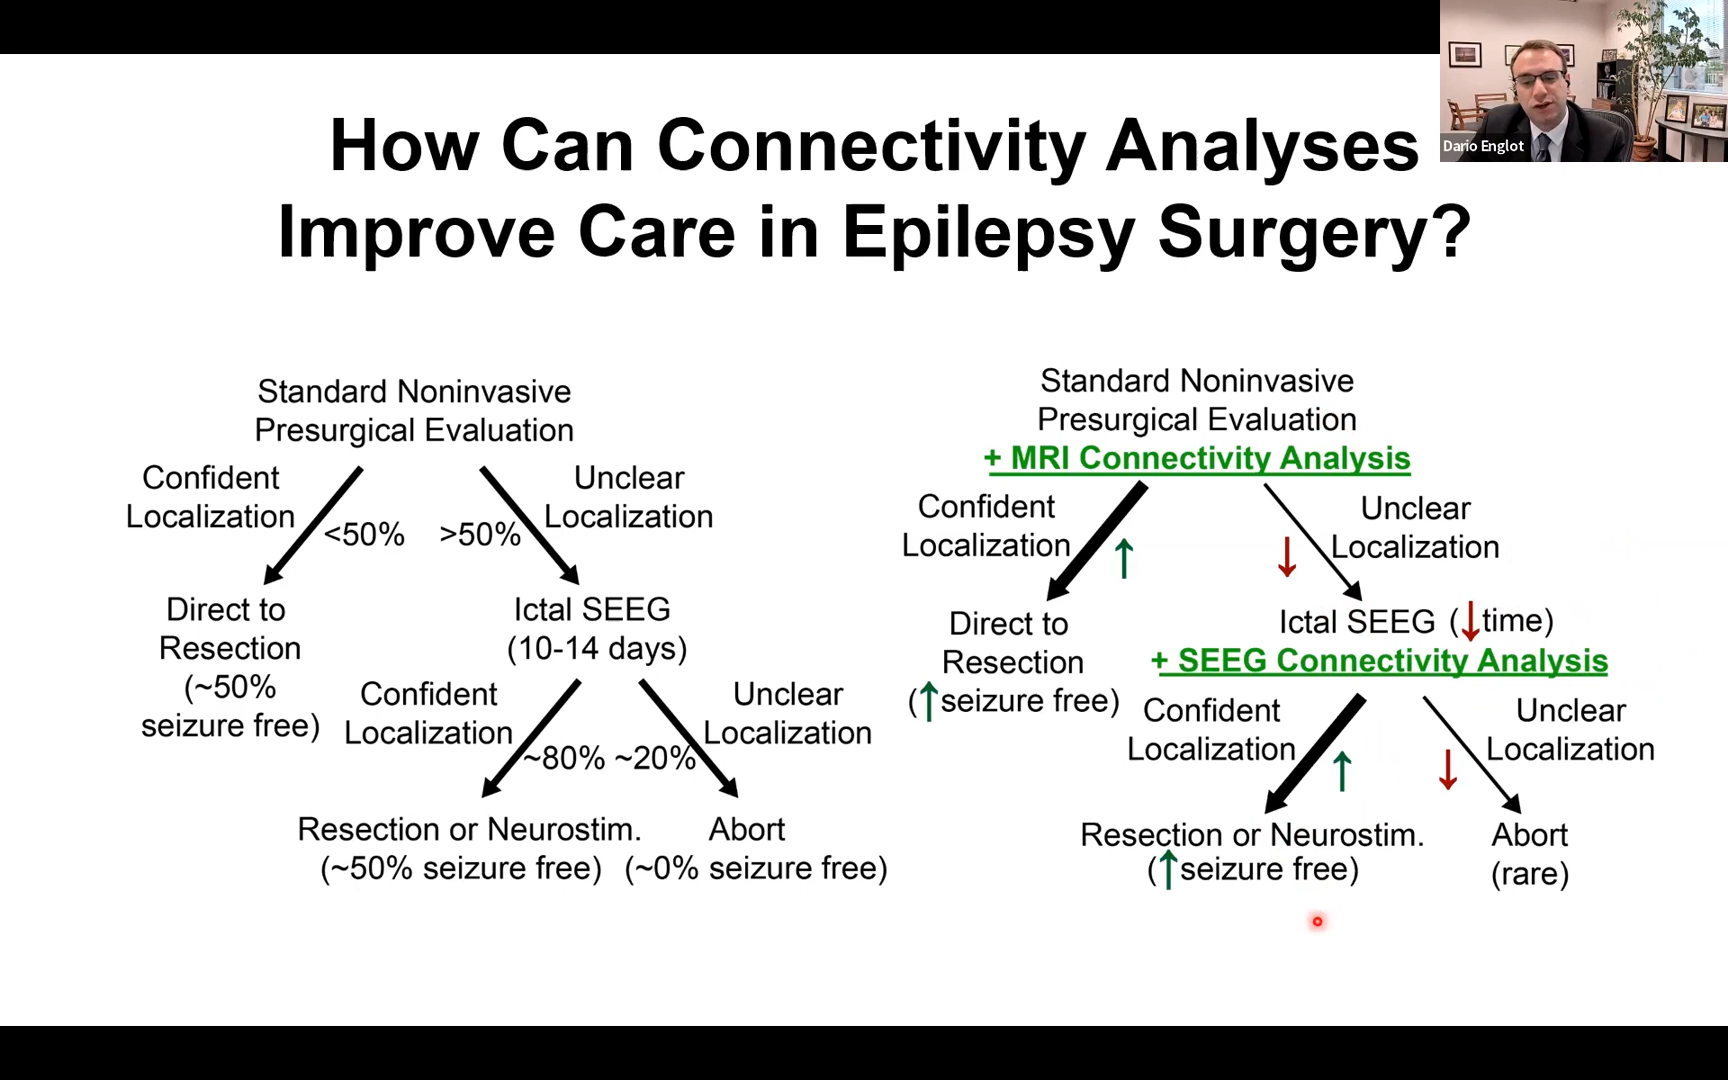 How Can Connectivity Analyses
Improve Care in Epilepsy Surgery?
Dario Englot
Standard Noninvasive
Presurgical Evaluation
Confident
Localization
<50%
>50%
Unclear
Localization
Direct to
Resection
(~50%
seizure free)
Ictal SEEG
(10-14 days)
Confident
Localization
~80%
~20%
Unclear
Localization
Resection or Neurostim.
(~50% seizure free)
Abort
(~0% seizure free)
Standard Noninvasive
Presurgical Evaluation
+ MRI Connectivity Analysis
Confident
Localization
↑
↓
Unclear
Localization
Direct to
Resection
(↑seizure free)
Ictal SEEG (↓time)
+ SEEG Connectivity Analysis
Confident
Localization
↑
↓
Unclear
Localization
Resection or Neurostim.
(↑seizure free)
Abort
(rare)